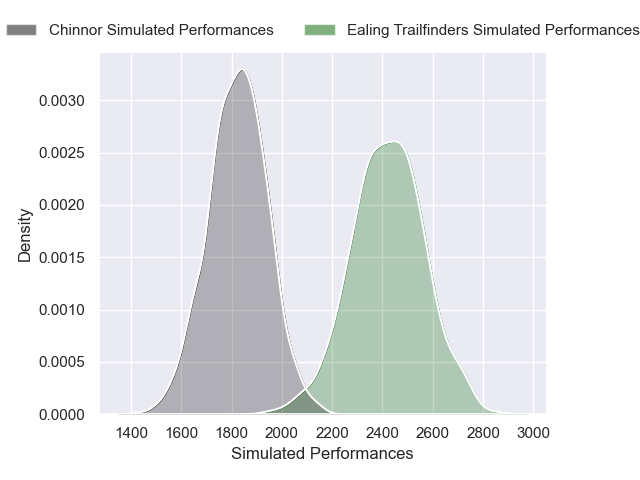 Chinnor Simulated Performances
Ealing Trailfinders Simulated Performances
0.0030
0.0025
0.0020
0.0015
0.0010
0.0005
0.0000
Density
1400 1600 1800 2000 2200 2400 2600 2800 3000
Simulated Performances